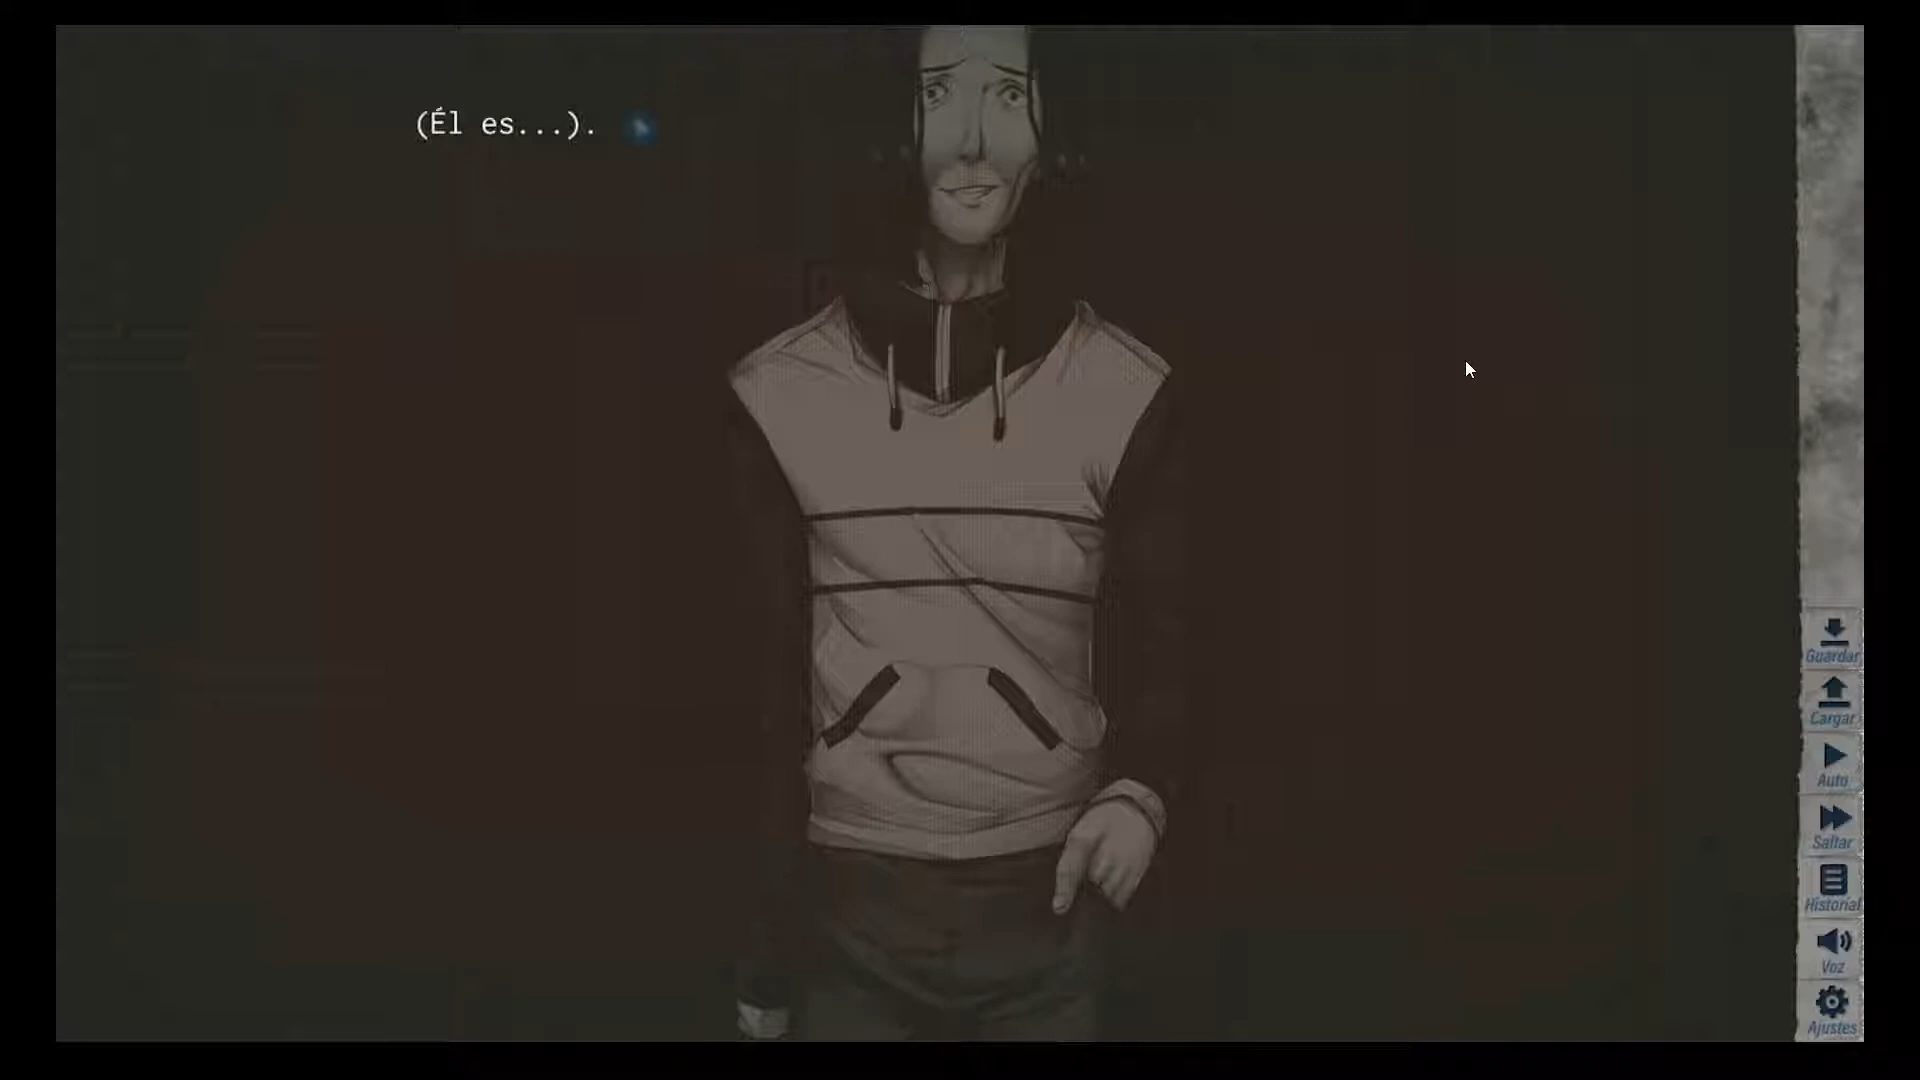 (Él es...).
Guardar
Cargar
Auto
Saltar
Historial
Voz
Ajustes